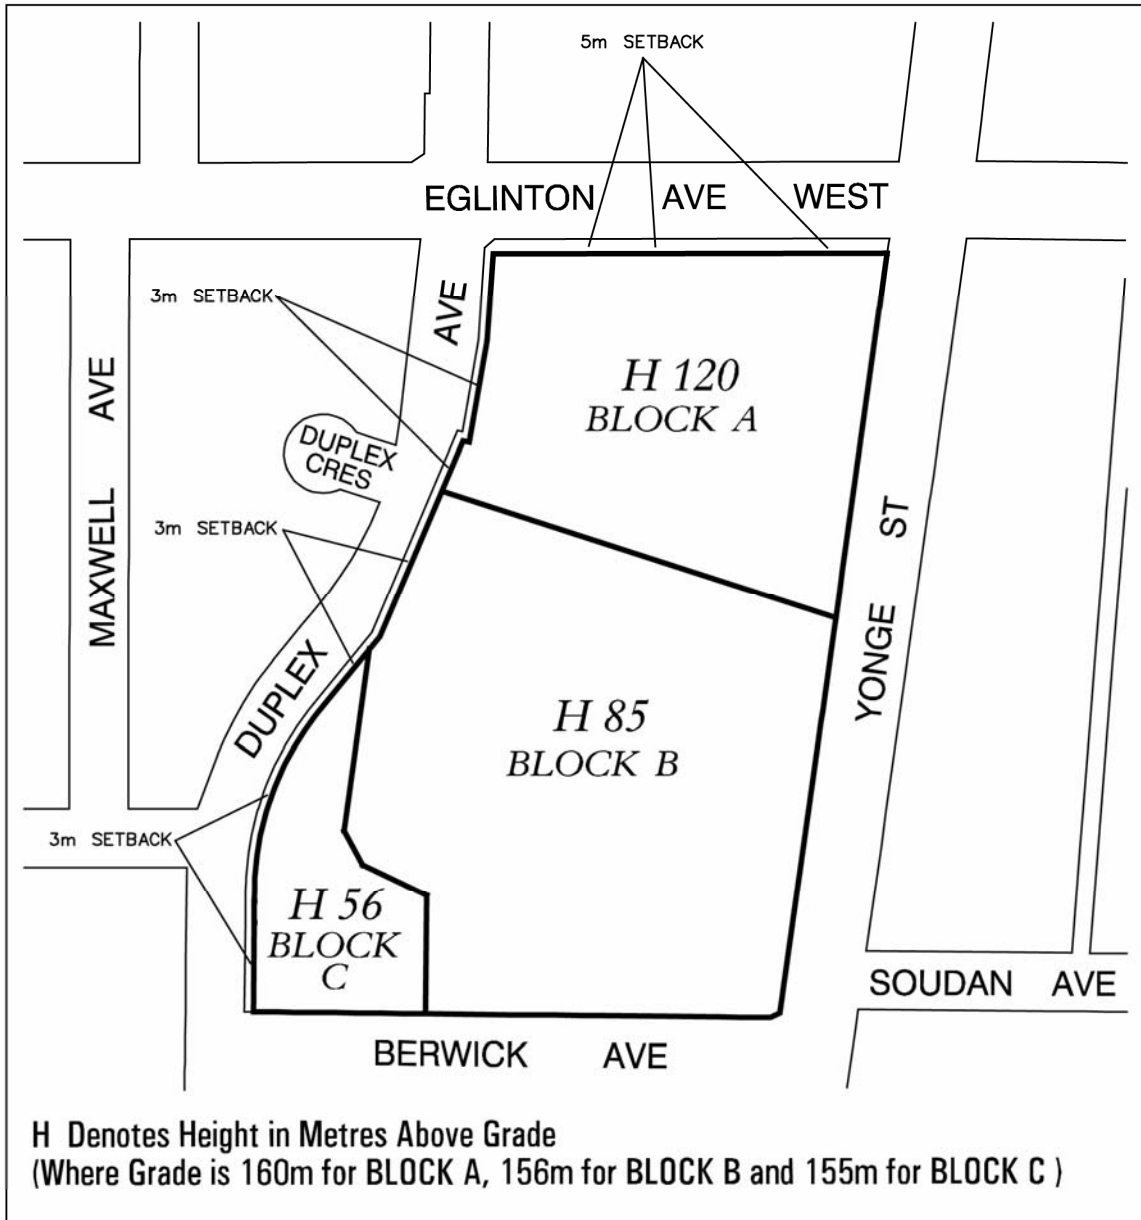 5m SETBACK
EGLINTON AVE WEST
3m SETBACK
AVE
H 120
BLOCK A
MAXWELL AVE
DUPLEX
CRES
3m SETBACK
YONGE ST
DUPLEX
H 85
BLOCK B
3m SETBACK
H 56
BLOCK
C
SOUDAN AVE
BERWICK AVE
H Denotes Height in Metres Above Grade
(Where Grade is 160m for BLOCK A, 156m for BLOCK B and 155m for BLOCK C )